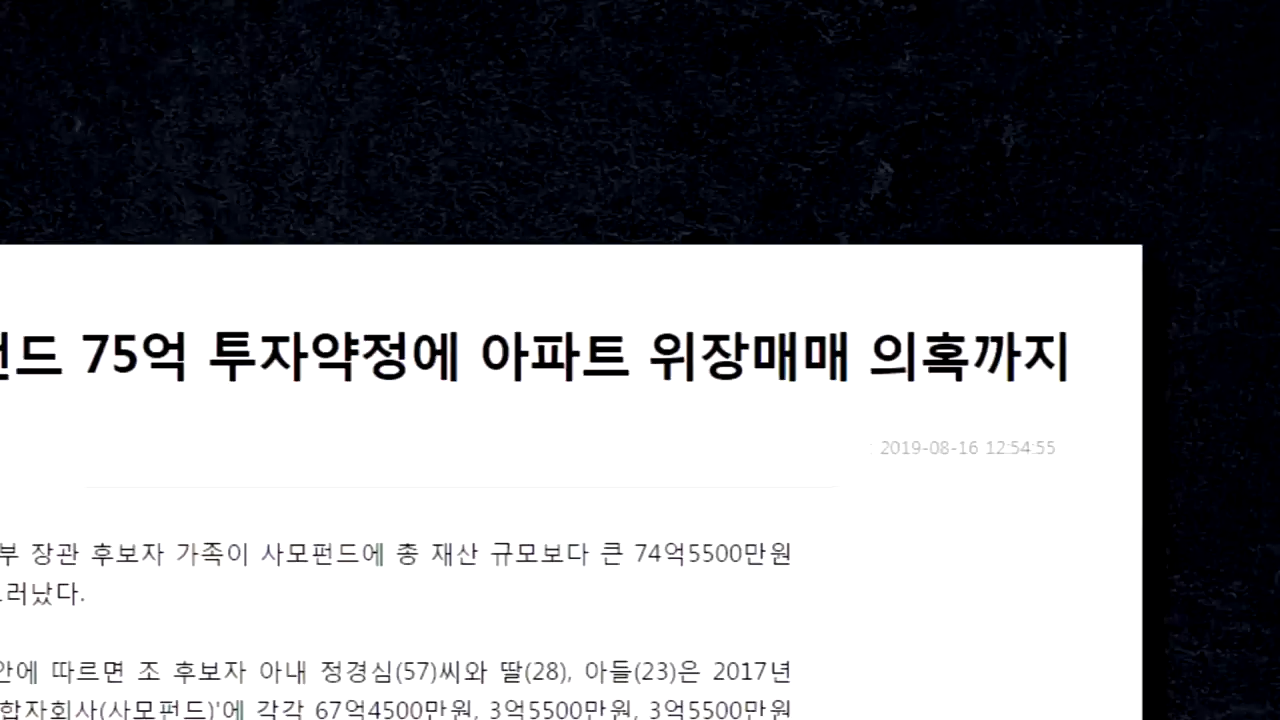 펀드 75억 투자약정에 아파트 위장매매 의혹까지
: 2019-08-16 12:54:55
부 장관 후보자 가족이 사모펀드에 총 재산 규모보다 큰 74억5500만원
드러났다.
안에 따르면 조 후보자 아내 정경심(57)씨와 딸(28), 아들(23)은 2017년
합자회사(사모펀드)'에 각각 67억4500만원, 3억5500만원, 3억5500만원